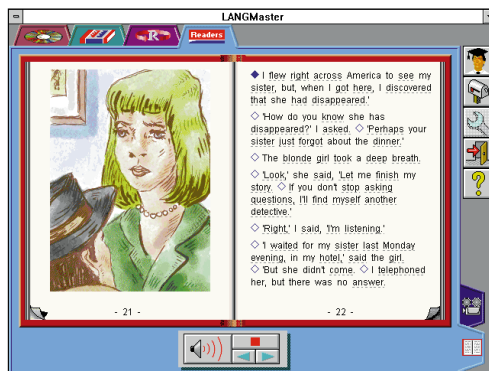 LANGMaster
R
Readers
I flew right across America to see my
sister, but, when I got here, I discovered
that she had disappeared.'
'How do you know she has
disappeared?' I asked. 'Perhaps your
sister just forgot about the dinner.'
The blonde girl took a deep breath.
'Look,' she said, 'Let me finish my
story. If you don't stop asking
questions, I'll find myself another
detective.'
'Right,' I said, 'I'm listening.'
'I waited for my sister last Monday
evening, in my hotel,' said the girl.
'But she didn't come. I telephoned
her, but there was no answer.
- 21 -
- 22 -